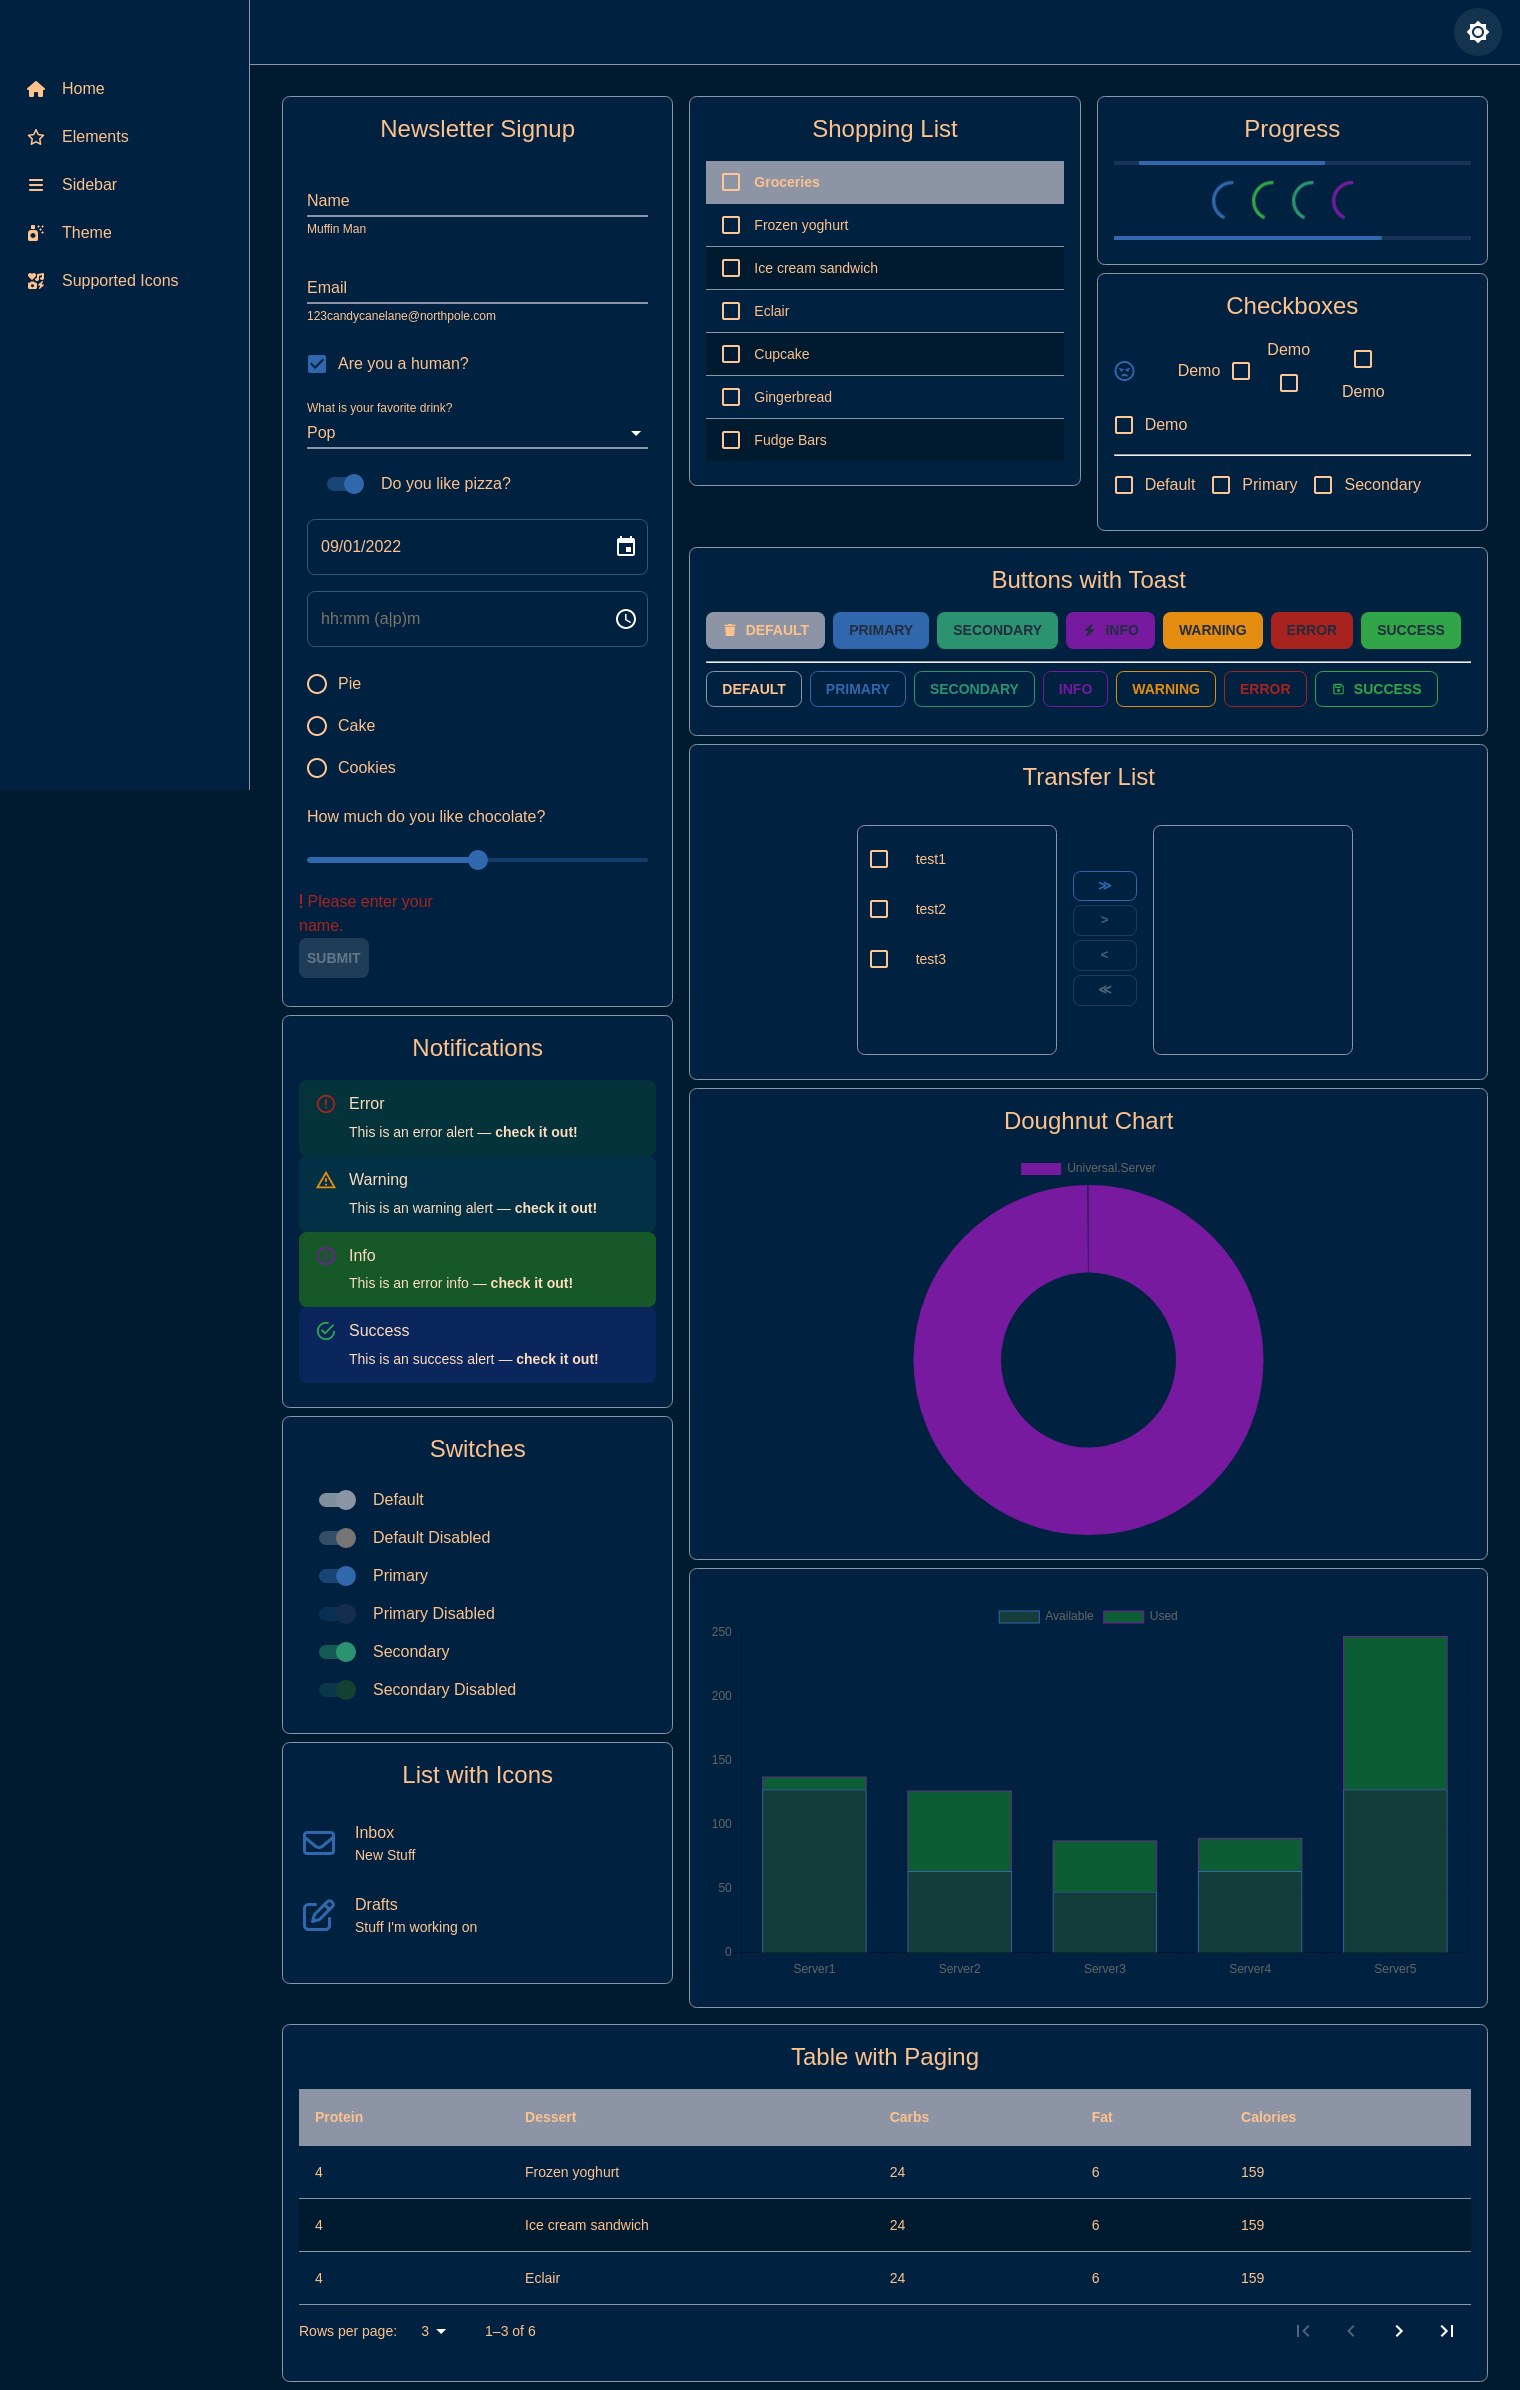 Home
Elements
Sidebar
Theme
Supported Icons
Newsletter Signup
Name
Muffin Man
Email
123candycanelane@northpole.com
Are you a human?
What is your favorite drink?
Pop
Do you like pizza?
09/01/2022
hh:mm (a|p)m
Pie
Cake
Cookies
How much do you like chocolate?
! Please enter your
name.
SUBMIT
Notifications
Error
This is an error alert — check it out!
Warning
This is an warning alert — check it out!
Info
This is an error info — check it out!
Success
This is an success alert — check it out!
Switches
Default
Default Disabled
Primary
Primary Disabled
Secondary
Secondary Disabled
List with Icons
Inbox
New Stuff
Drafts
Stuff I'm working on
Shopping List
Groceries
Frozen yoghurt
Ice cream sandwich
Eclair
Cupcake
Gingerbread
Fudge Bars
Progress
Checkboxes
Demo
Demo
Demo
Demo
Default Primary Secondary
Buttons with Toast
DEFAULT PRIMARY SECONDARY INFO WARNING ERROR SUCCESS
DEFAULT PRIMARY SECONDARY INFO WARNING ERROR SUCCESS
Transfer List
test1
test2
test3
≫
>
<
≪
Doughnut Chart
Universal.Server
Available Used
250
200
150
100
50
0
Server1 Server2 Server3 Server4 Server5
Table with Paging
Protein Dessert Carbs Fat Calories
4 Frozen yoghurt 24 6 159
4 Ice cream sandwich 24 6 159
4 Eclair 24 6 159
Rows per page: 3 1–3 of 6